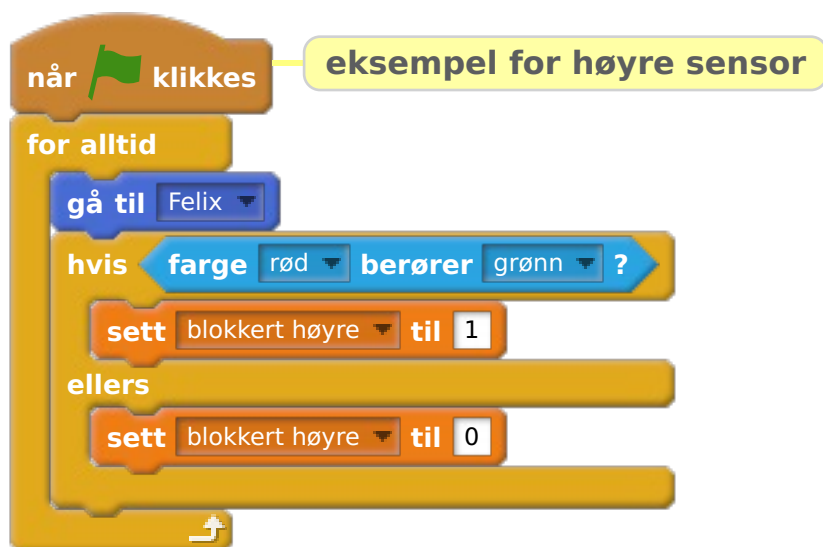 når klikkes
eksempel for høyre sensor
for alltid
gå til Felix
hvis farge rød berører grønn ?
sett blokkert høyre til 1
ellers
sett blokkert høyre til 0